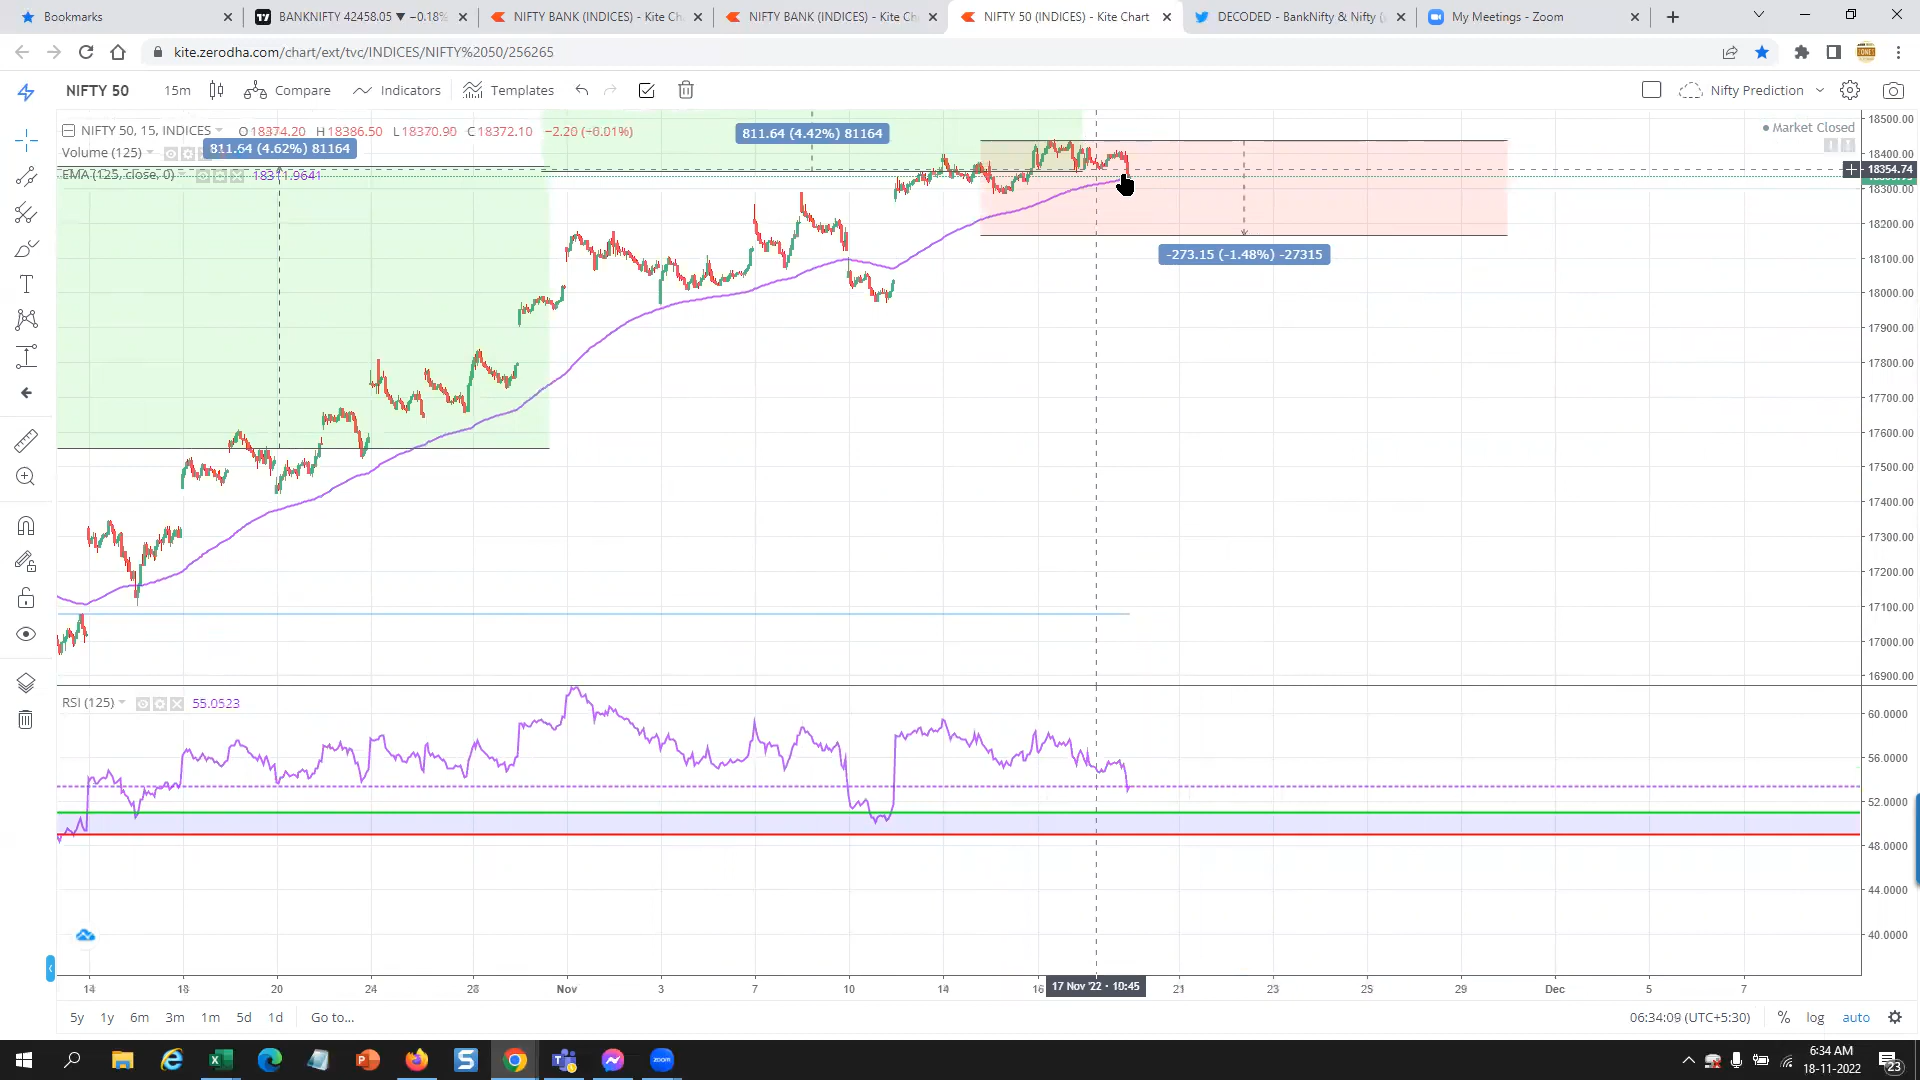 Bookmarks
BANKNIFTY 42458.05 ▼ −0.18%
NIFTY BANK (INDICES) - Kite Ch
NIFTY BANK (INDICES) - Kite Ch
NIFTY 50 (INDICES) - Kite Chart
DECODED - BankNifty & Nifty (
My Meetings - Zoom
kite.zerodha.com/chart/ext/tvc/INDICES/NIFTY%2050/256265
NIFTY 50
15m
Compare
Indicators
Templates
Nifty Prediction
NIFTY 50, 15, INDICES
O18374.20 H18386.50 L18370.90 C18372.10 −2.20 (−0.01%)
Market Closed
Volume (125)
811.64 (4.62%) 81164
811.64 (4.42%) 81164
EMA (125, close, 0)
-273.15 (-1.48%) -27315
18500.00
18400.00
18354.74
18300.00
18200.00
18100.00
18000.00
17900.00
17800.00
17700.00
17600.00
17500.00
17400.00
17300.00
17200.00
17100.00
17000.00
16900.00
RSI (125)
55.0523
60.0000
56.0000
52.0000
48.0000
44.0000
40.0000
14
18
20
24
28
Nov
3
7
10
14
16
17 Nov '22 - 10:45
21
23
25
29
Dec
5
7
5y 1y 6m 3m 1m 5d 1d Go to...
06:34:09 (UTC+5:30) % log auto
6:34 AM
18-11-2022
23